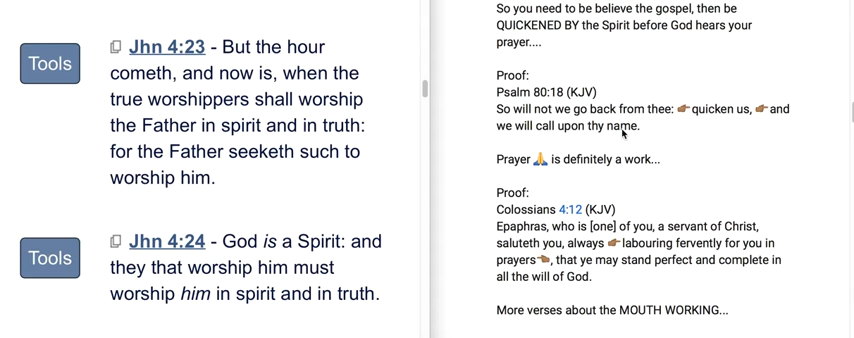 Tools
Jhn 4:23 - But the hour
cometh, and now is, when the
true worshippers shall worship
the Father in spirit and in truth:
for the Father seeketh such to
worship him.
Tools
Jhn 4:24 - God is a Spirit: and
they that worship him must
worship him in spirit and in truth.
So you need to be believe the gospel, then be
QUICKENED BY the Spirit before God hears your
prayer....
Proof:
Psalm 80:18 (KJV)
So will not we go back from thee: 👉🏾quicken us, 👉🏾and
we will call upon thy name.
Prayer 🙏 is definitely a work...
Proof:
Colossians 4:12 (KJV)
Epaphras, who is [one] of you, a servant of Christ,
saluteth you, always 👉🏾labouring fervently for you in
prayers👈🏾, that ye may stand perfect and complete in
all the will of God.
More verses about the MOUTH WORKING...